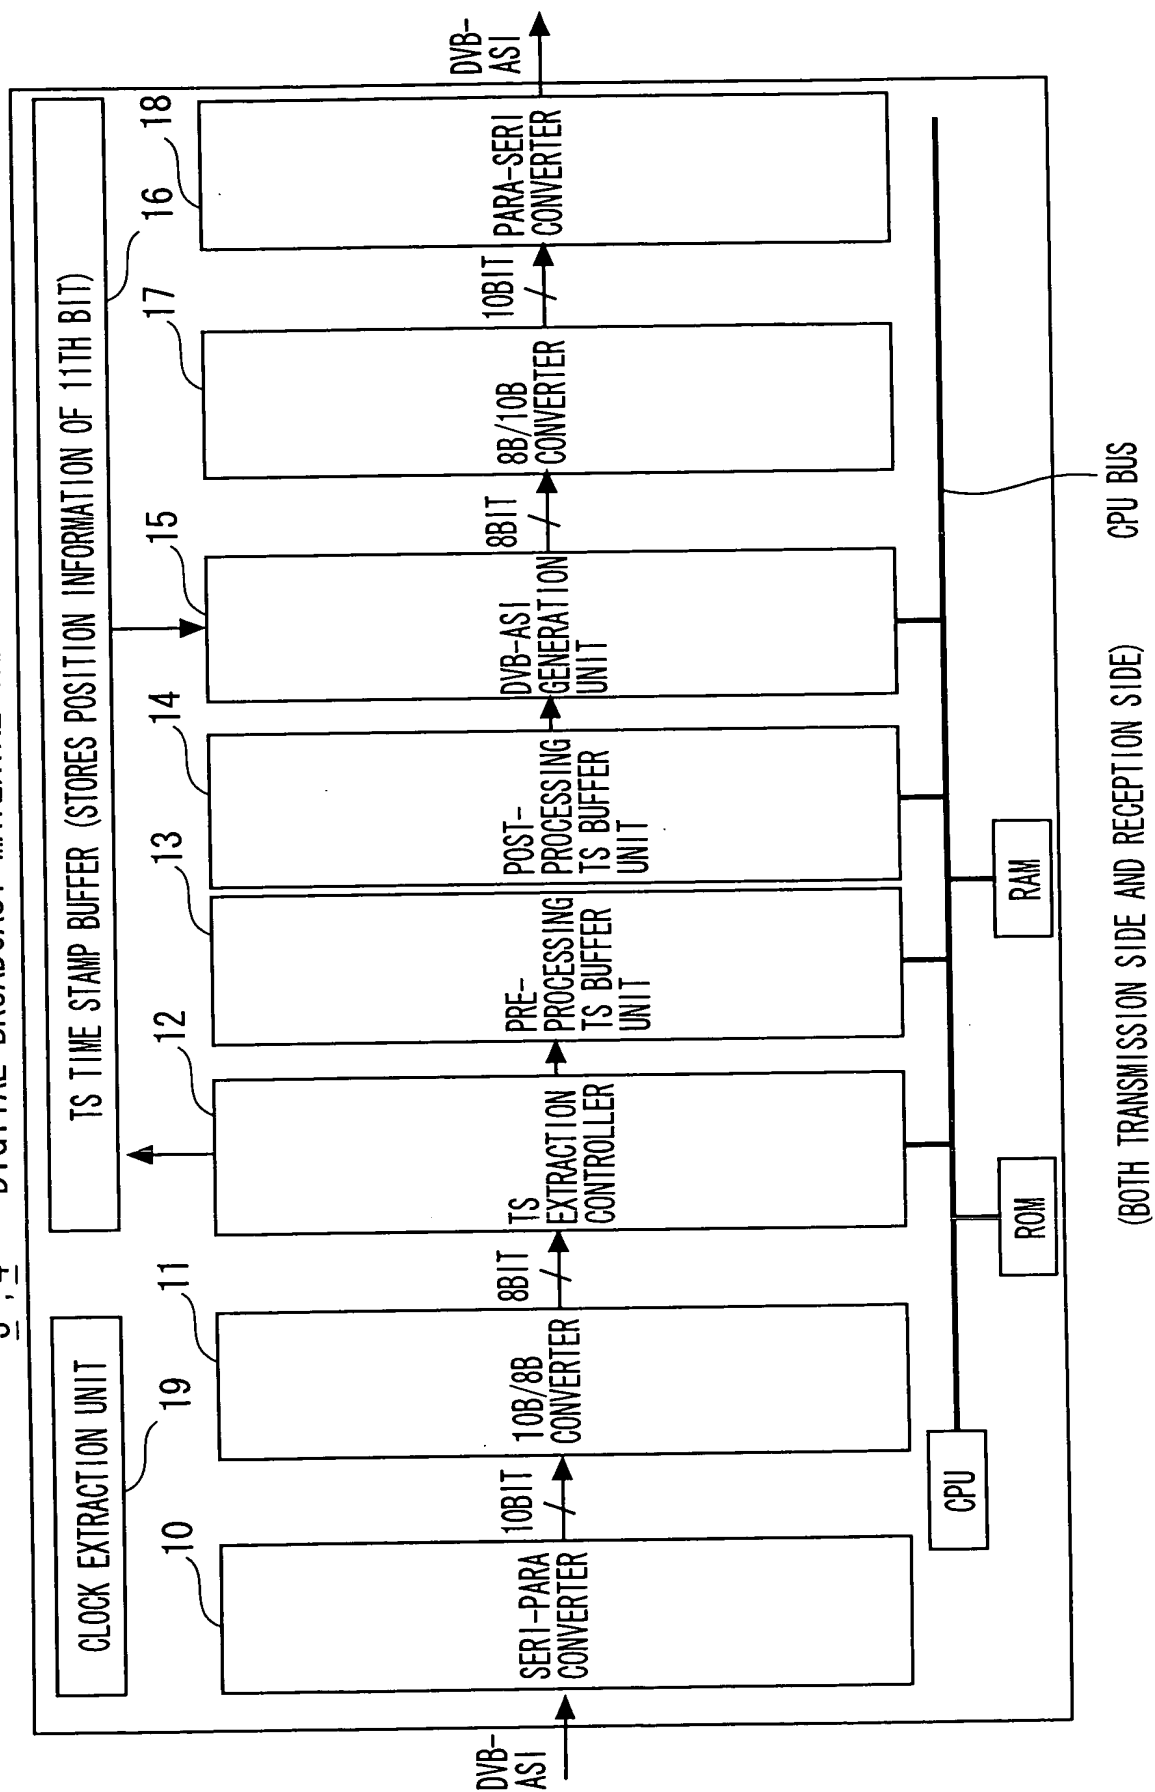 DIGITAL BROADCAST MATERIAL
CLOCK EXTRACTION UNIT
19
TS TIME STAMP BUFFER (STORES POSITION INFORMATION OF 11TH BIT)
16
10
11
12
13
14
15
17
18
DVB-
ASI
SERI-PARA
CONVERTER
10BIT
10B/8B
CONVERTER
8BIT
TS
EXTRACTION
CONTROLLER
PRE-
PROCESSING
TS BUFFER
UNIT
POST-
PROCESSING
TS BUFFER
UNIT
DVB-ASI
GENERATION
UNIT
8BIT
8B/10B
CONVERTER
10BIT
PARA-SERI
CONVERTER
DVB-
ASI
CPU
ROM
RAM
CPU BUS
(BOTH TRANSMISSION SIDE AND RECEPTION SIDE)